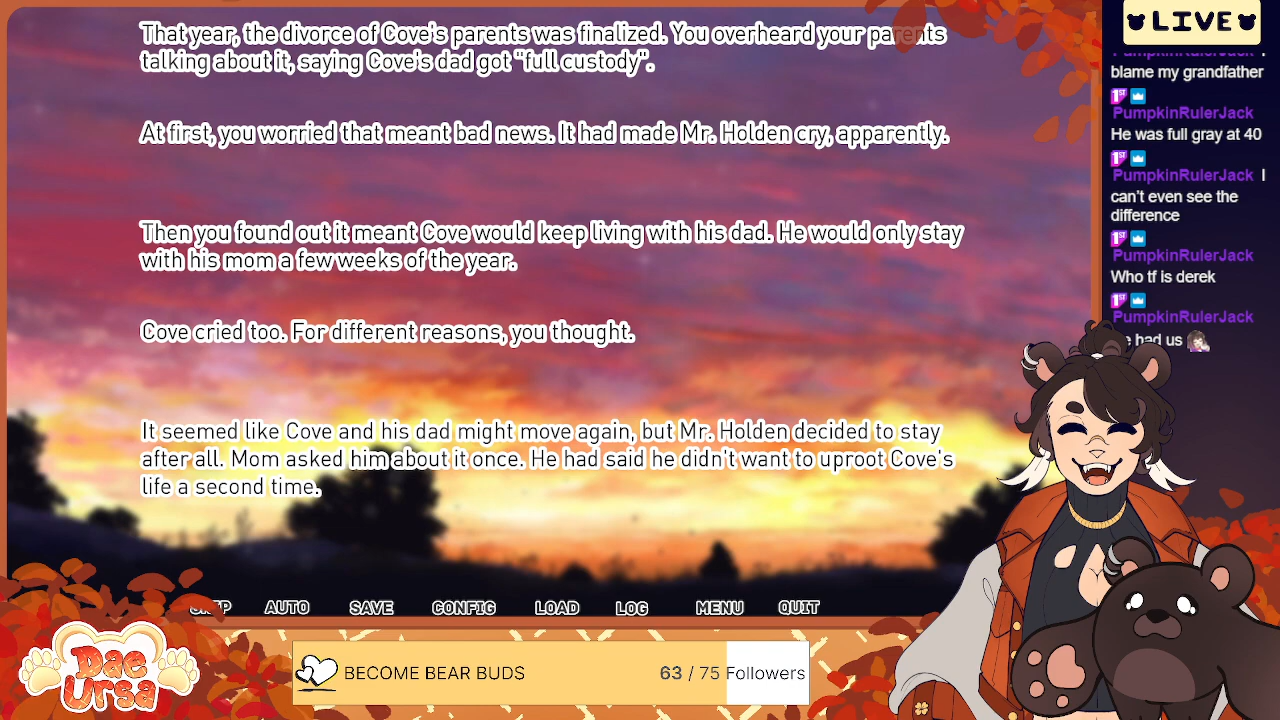 That year, the divorce of Cove's parents was finalized. You overheard your parents
talking about it, saying Cove's dad got "full custody".
At first, you worried that meant bad news. It had made Mr. Holden cry, apparently.
Then you found out it meant Cove would keep living with his dad. He would only stay
with his mom a few weeks of the year.
Cove cried too. For different reasons, you thought.
It seemed like Cove and his dad might move again, but Mr. Holden decided to stay
after all. Mom asked him about it once. He had said he didn't want to uproot Cove's
life a second time.
SKIP AUTO SAVE CONFIG LOAD LOG MENU QUIT
Dae
Ursa
BECOME BEAR BUDS 63 / 75 Followers
LIVE
PumpkinRulerJack I
blame my grandfather
1ST
PumpkinRulerJack
He was full gray at 40
1ST
PumpkinRulerJack I
can't even see the
difference
1ST
PumpkinRulerJack
Who tf is derek
1ST
PumpkinRulerJack
had us